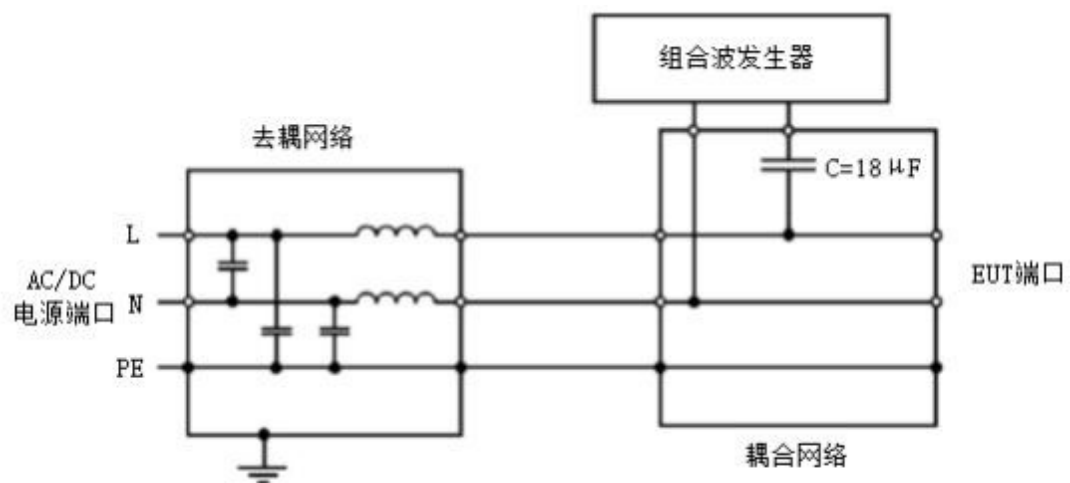 组合波发生器
去耦网络
C=18μF
L
AC/DC
电源端口
N
EUT端口
PE
耦合网络